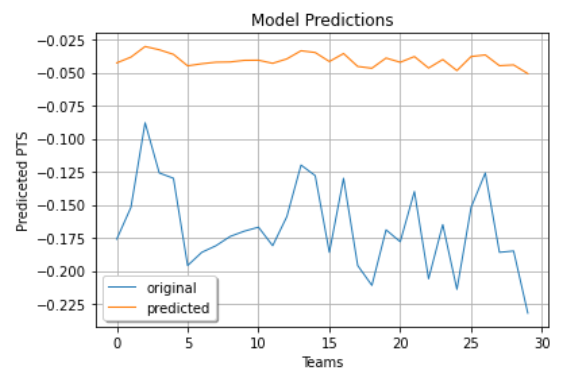 Model Predictions
−0.025
−0.050
−0.075
−0.100
−0.125
−0.150
−0.175
−0.200
−0.225
Prediceted PTS
original
predicted
0 5 10 15 20 25 30
Teams